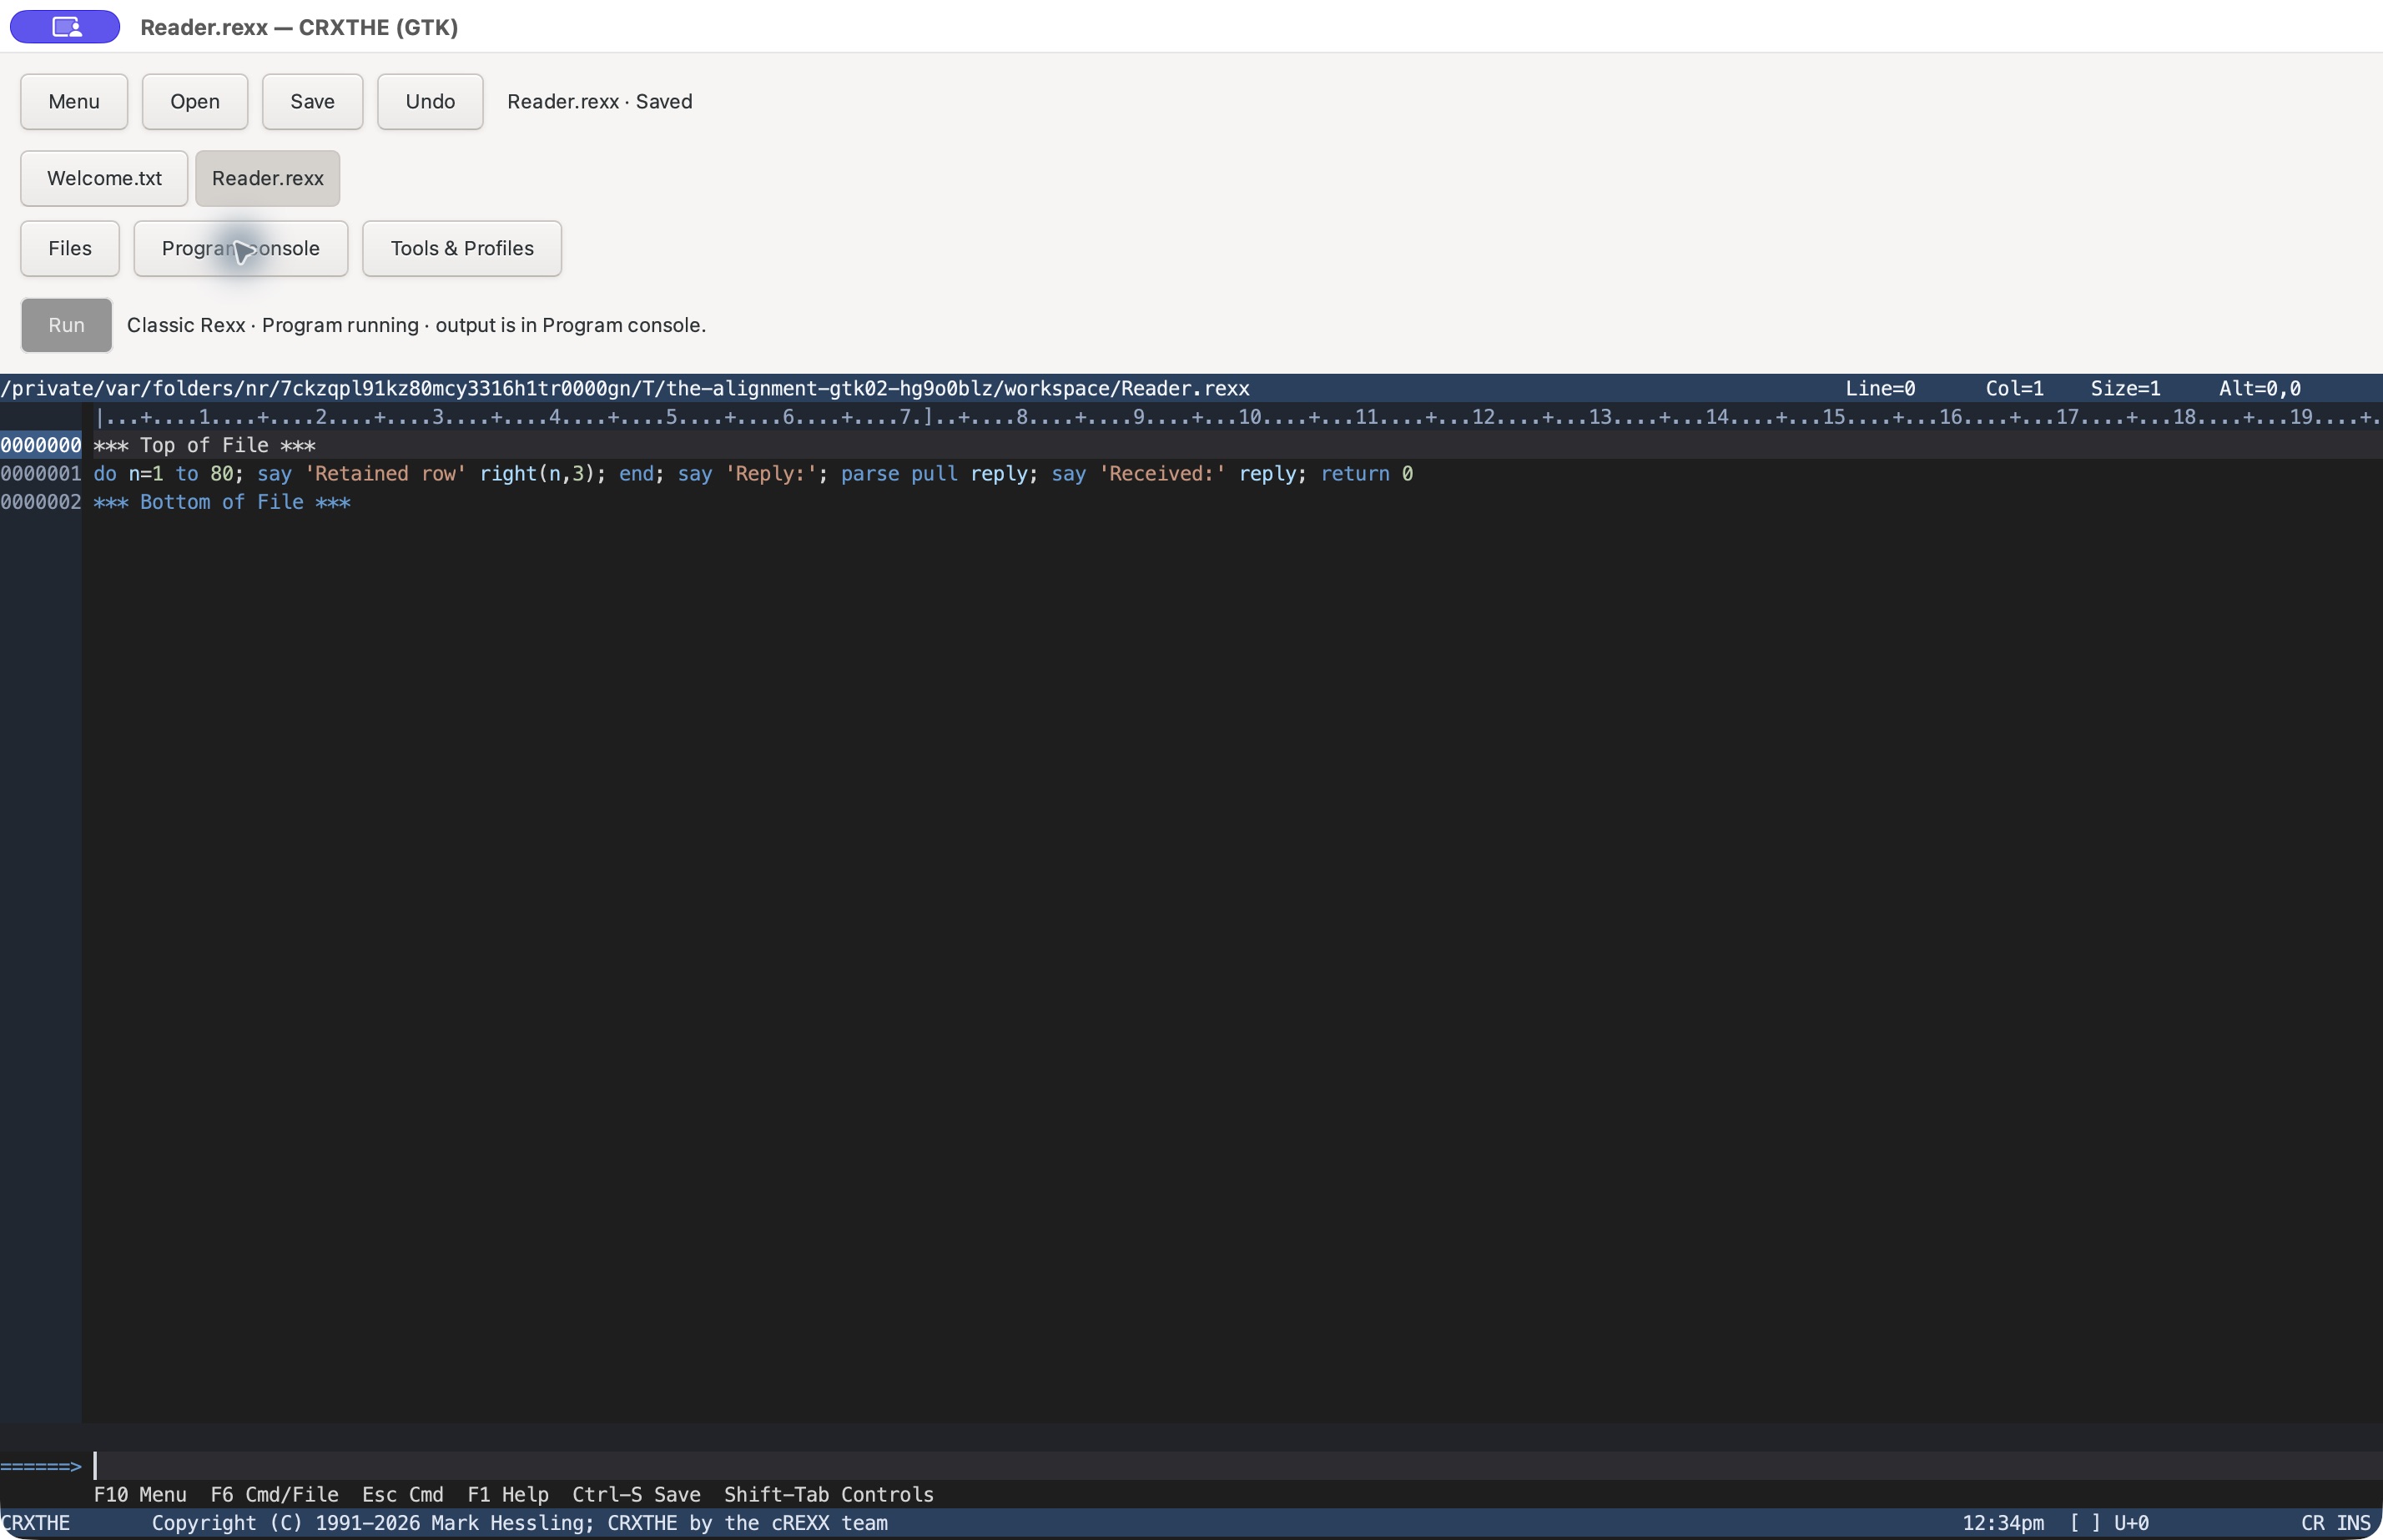 Reader.rexx — CRXTHE (GTK)
Menu Open Save Undo Reader.rexx · Saved
Welcome.txt Reader.rexx
Files Program console Tools & Profiles
Run Classic Rexx · Program running · output is in Program console.
/private/var/folders/nr/7ckzqpl91kz80mcy3316h1tr0000gn/T/the-alignment-gtk02-hg9o0blz/workspace/Reader.rexx Line=0 Col=1 Size=1 Alt=0,0
|...+....1....+....2....+....3....+....4....+....5....+....6....+....7.]..+....8....+....9....+...10....+...11....+...12....+...13....+...14....+...15....+...16....+...17....+...18....+...19....+.
0000000 *** Top of File ***
0000001 do n=1 to 80; say 'Retained row' right(n,3); end; say 'Reply:'; parse pull reply; say 'Received:' reply; return 0
0000002 *** Bottom of File ***
======>
F10 Menu F6 Cmd/File Esc Cmd F1 Help Ctrl-S Save Shift-Tab Controls
CRXTHE Copyright (C) 1991-2026 Mark Hessling; CRXTHE by the cREXX team 12:34pm [ ] U+0 CR INS